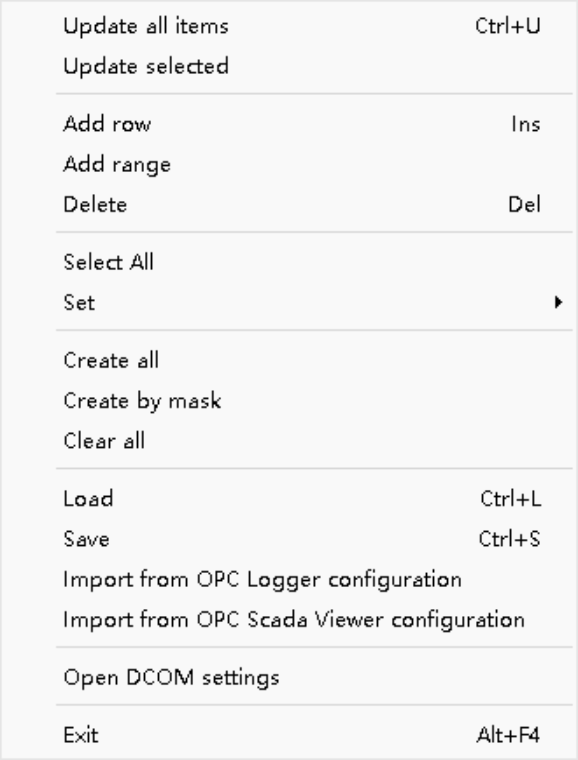 Update all items Ctrl+U
Update selected
Add row Ins
Add range
Delete Del
Select All
Set
Create all
Create by mask
Clear all
Load Ctrl+L
Save Ctrl+S
Import from OPC Logger configuration
Import from OPC Scada Viewer configuration
Open DCOM settings
Exit Alt+F4